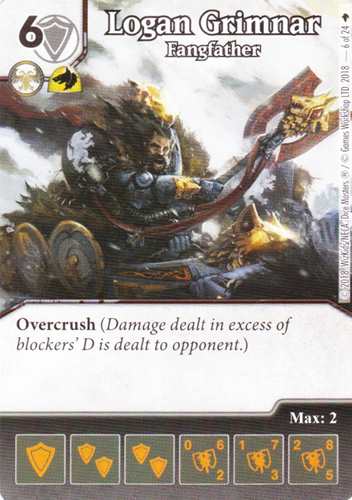 Logan Grimnar
6
Fangfather
©2018 Wizkids/NECA. Dice Masters ® / © Games Workshop LTD 2018 — 6 of 24
Overcrush (Damage dealt in excess of
blockers' D is dealt to opponent.)
Max: 2
0 6 2
1 7 3
2 8 5